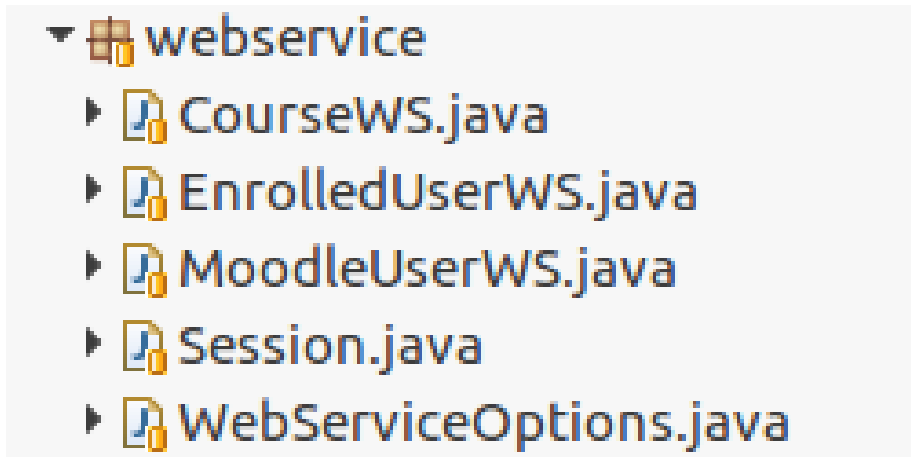 webservice
CourseWS.java
EnrolledUserWS.java
MoodleUserWS.java
Session.java
WebServiceOptions.java